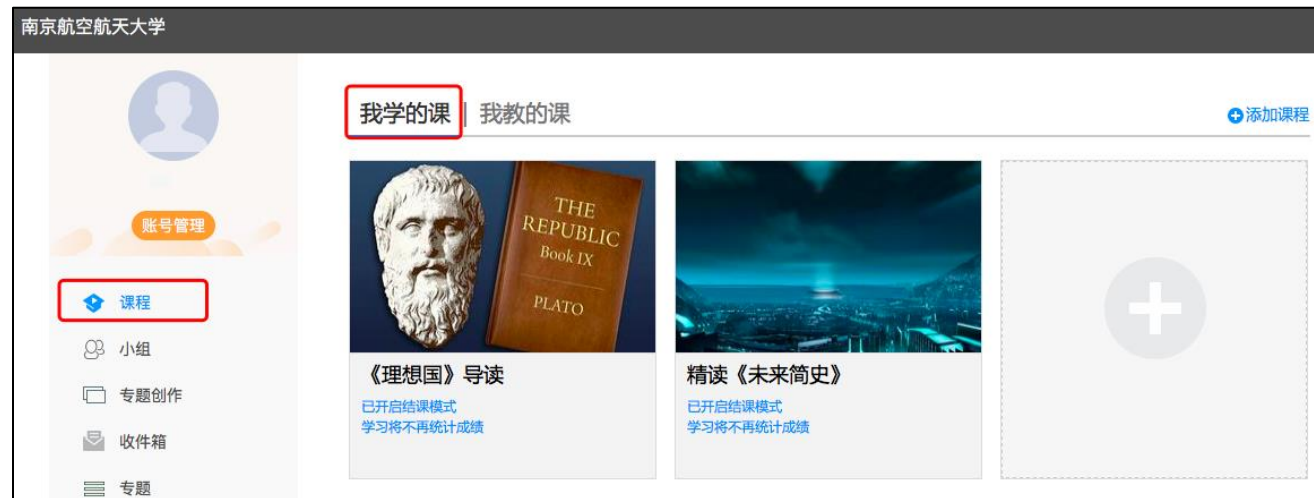 南京航空航天大学
账号管理
课程
小组
专题创作
收件箱
专题
我学的课 | 我教的课
添加课程
THE
REPUBLIC
Book IX
PLATO
《理想国》导读
已开启结课模式
学习将不再统计成绩
精读《未来简史》
已开启结课模式
学习将不再统计成绩